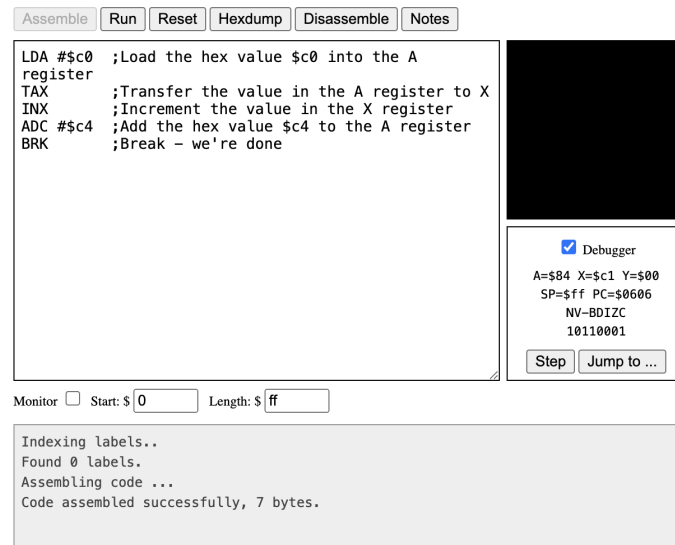 Assemble Run Reset Hexdump Disassemble Notes
LDA #$c0  ;Load the hex value $c0 into the A
register
TAX       ;Transfer the value in the A register to X
INX       ;Increment the value in the X register
ADC #$c4  ;Add the hex value $c4 to the A register
BRK       ;Break – we're done
Debugger
A=$84 X=$c1 Y=$00
SP=$ff PC=$0606
NV-BDIZC
10110001
Step Jump to ...
Monitor Start: $ 0 Length: $ ff
Indexing labels..
Found 0 labels.
Assembling code ...
Code assembled successfully, 7 bytes.